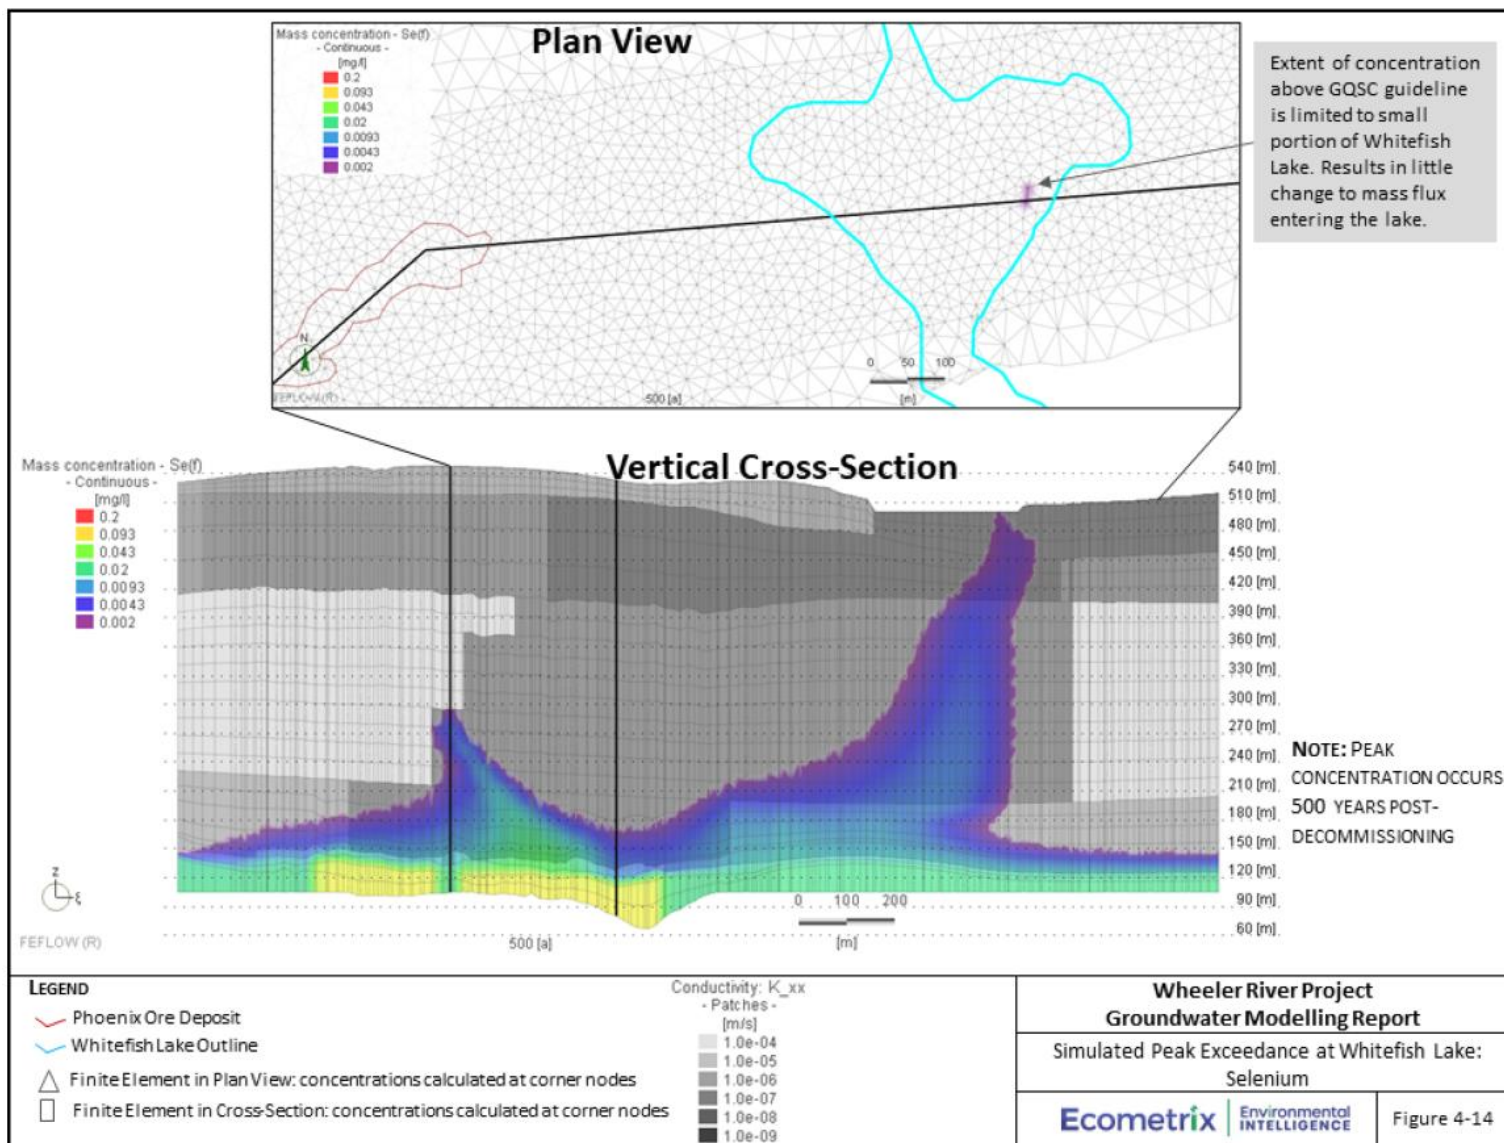 Plan View
Mass concentration - Se(f)
- Continuous -
[mg/l]
0.2
0.093
0.043
0.02
0.0093
0.0043
0.002
Extent of concentration
above GQSC guideline
is limited to small
portion of Whitefish
Lake. Results in little
change to mass flux
entering the lake.
N
0 50 100
FEFLOW (R)
500 [a]
[m]
Vertical Cross-Section
Mass concentration - Se(f)
- Continuous -
[mg/l]
0.2
0.093
0.043
0.02
0.0093
0.0043
0.002
540 [m]
510 [m]
480 [m]
450 [m]
420 [m]
390 [m]
360 [m]
330 [m]
300 [m]
270 [m]
240 [m]
210 [m]
180 [m]
150 [m]
120 [m]
90 [m]
60 [m]
NOTE: PEAK
CONCENTRATION OCCURS
500 YEARS POST-
DECOMMISSIONING
z
ξ
0 100 200
FEFLOW (R)
500 [a]
[m]
LEGEND
Phoenix Ore Deposit
Whitefish Lake Outline
Finite Element in Plan View: concentrations calculated at corner nodes
Finite Element in Cross-Section: concentrations calculated at corner nodes
Conductivity: K_xx
- Patches -
[m/s]
1.0e-04
1.0e-05
1.0e-06
1.0e-07
1.0e-08
1.0e-09
Wheeler River Project
Groundwater Modelling Report
Simulated Peak Exceedance at Whitefish Lake:
Selenium
Ecometrix
Environmental
INTELLIGENCE
Figure 4-14